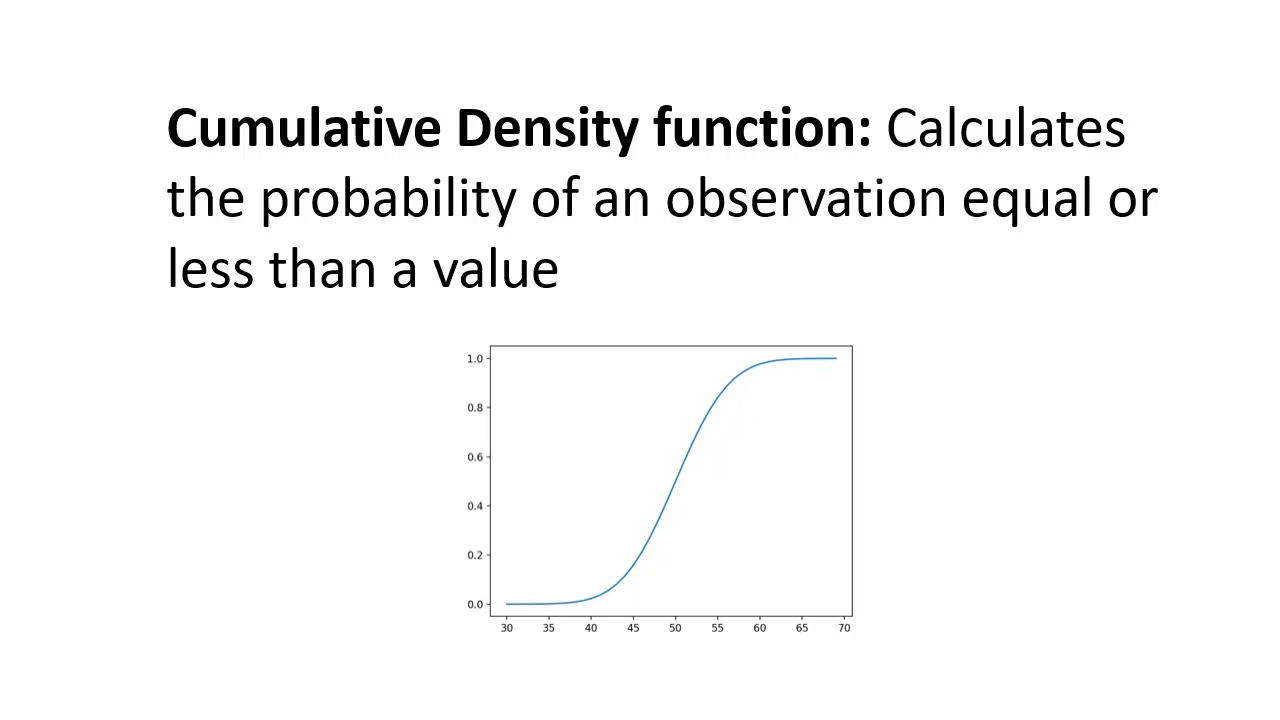 Cumulative Density function: Calculates
the probability of an observation equal or
less than a value
1.0
0.8
0.6
0.4
0.2
0.0
30 35 40 45 50 55 60 65 70